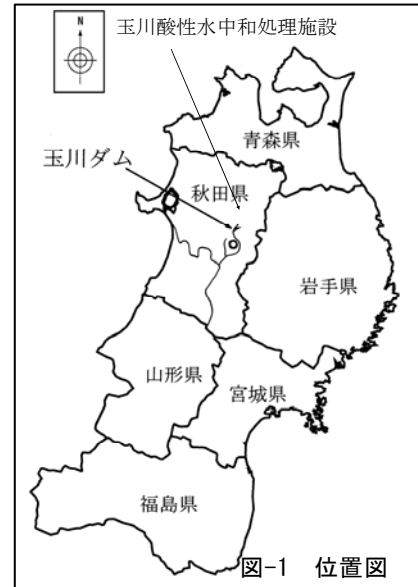 N
玉川酸性水中和処理施設
青森県
玉川ダム
秋田県
岩手県
山形県
宮城県
福島県
図-1 位置図